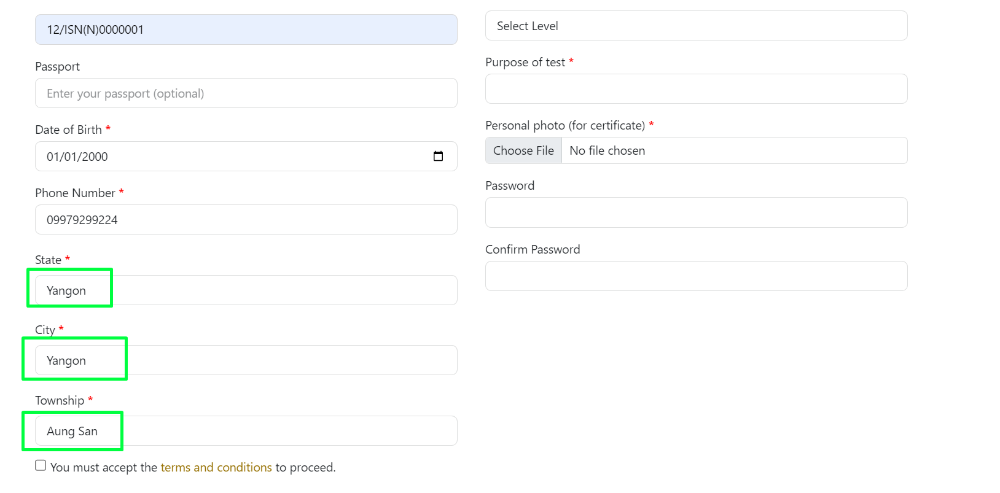 12/ISN(N)0000001
Passport
Enter your passport (optional)
Date of Birth *
01/01/2000
Phone Number *
09979299224
State *
Yangon
City *
Yangon
Township *
Aung San
You must accept the terms and conditions to proceed.
Select Level
Purpose of test *
Personal photo (for certificate) *
Choose File No file chosen
Password
Confirm Password